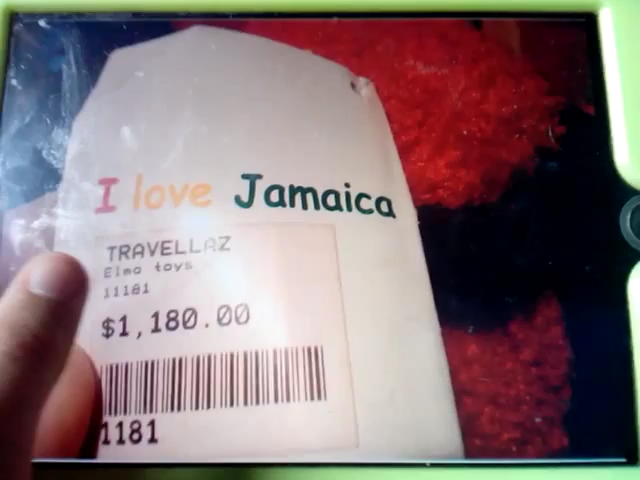 I love Jamaica
TRAVELLAZ
Elmo toys
11181
$1,180.00
1181